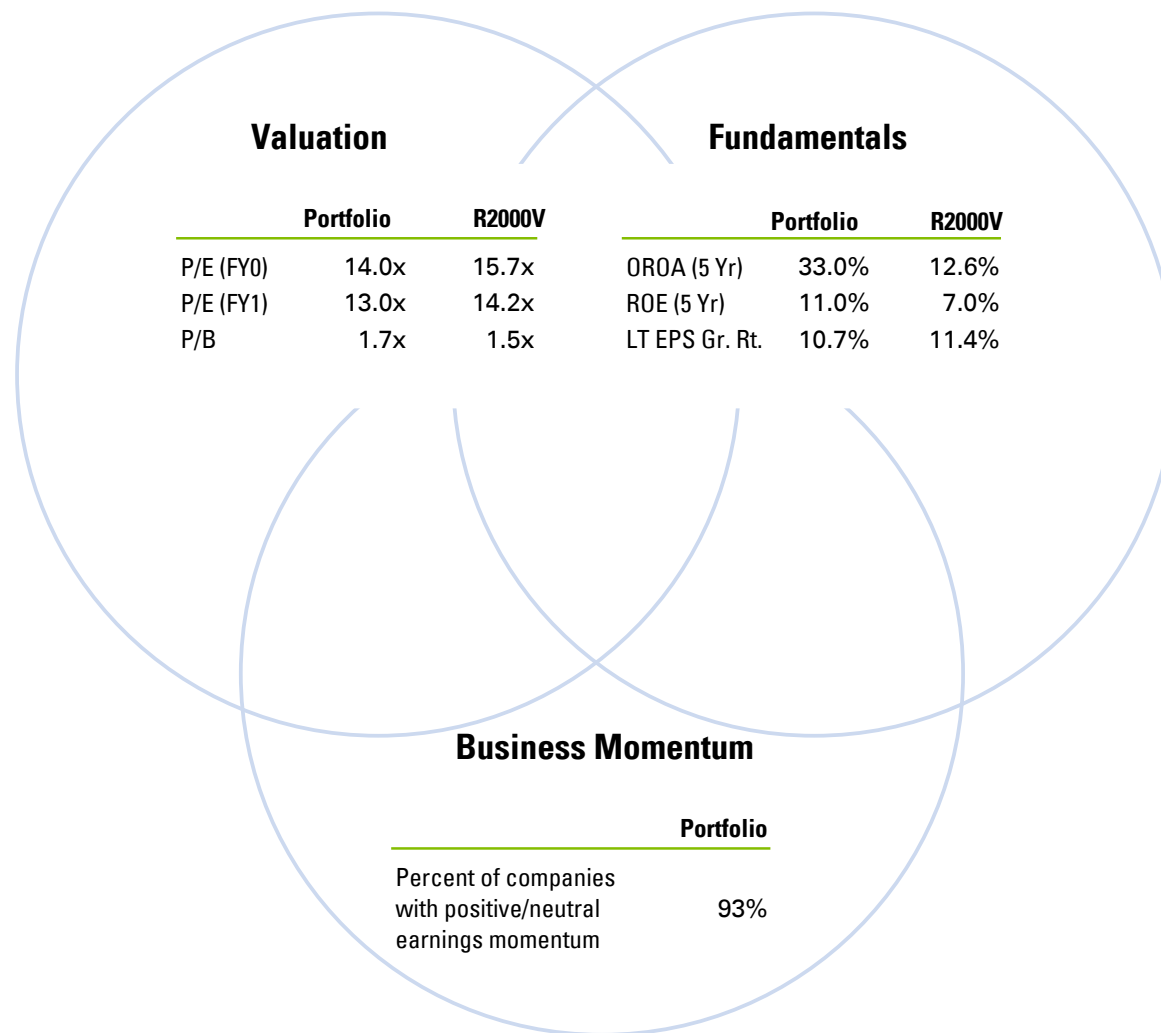 Valuation
Portfolio R2000V
P/E (FY0) 14.0x 15.7x
P/E (FY1) 13.0x 14.2x
P/B 1.7x 1.5x
Fundamentals
Portfolio R2000V
OROA (5 Yr) 33.0% 12.6%
ROE (5 Yr) 11.0% 7.0%
LT EPS Gr. Rt. 10.7% 11.4%
Business Momentum
Portfolio
Percent of companies
with positive/neutral 93%
earnings momentum